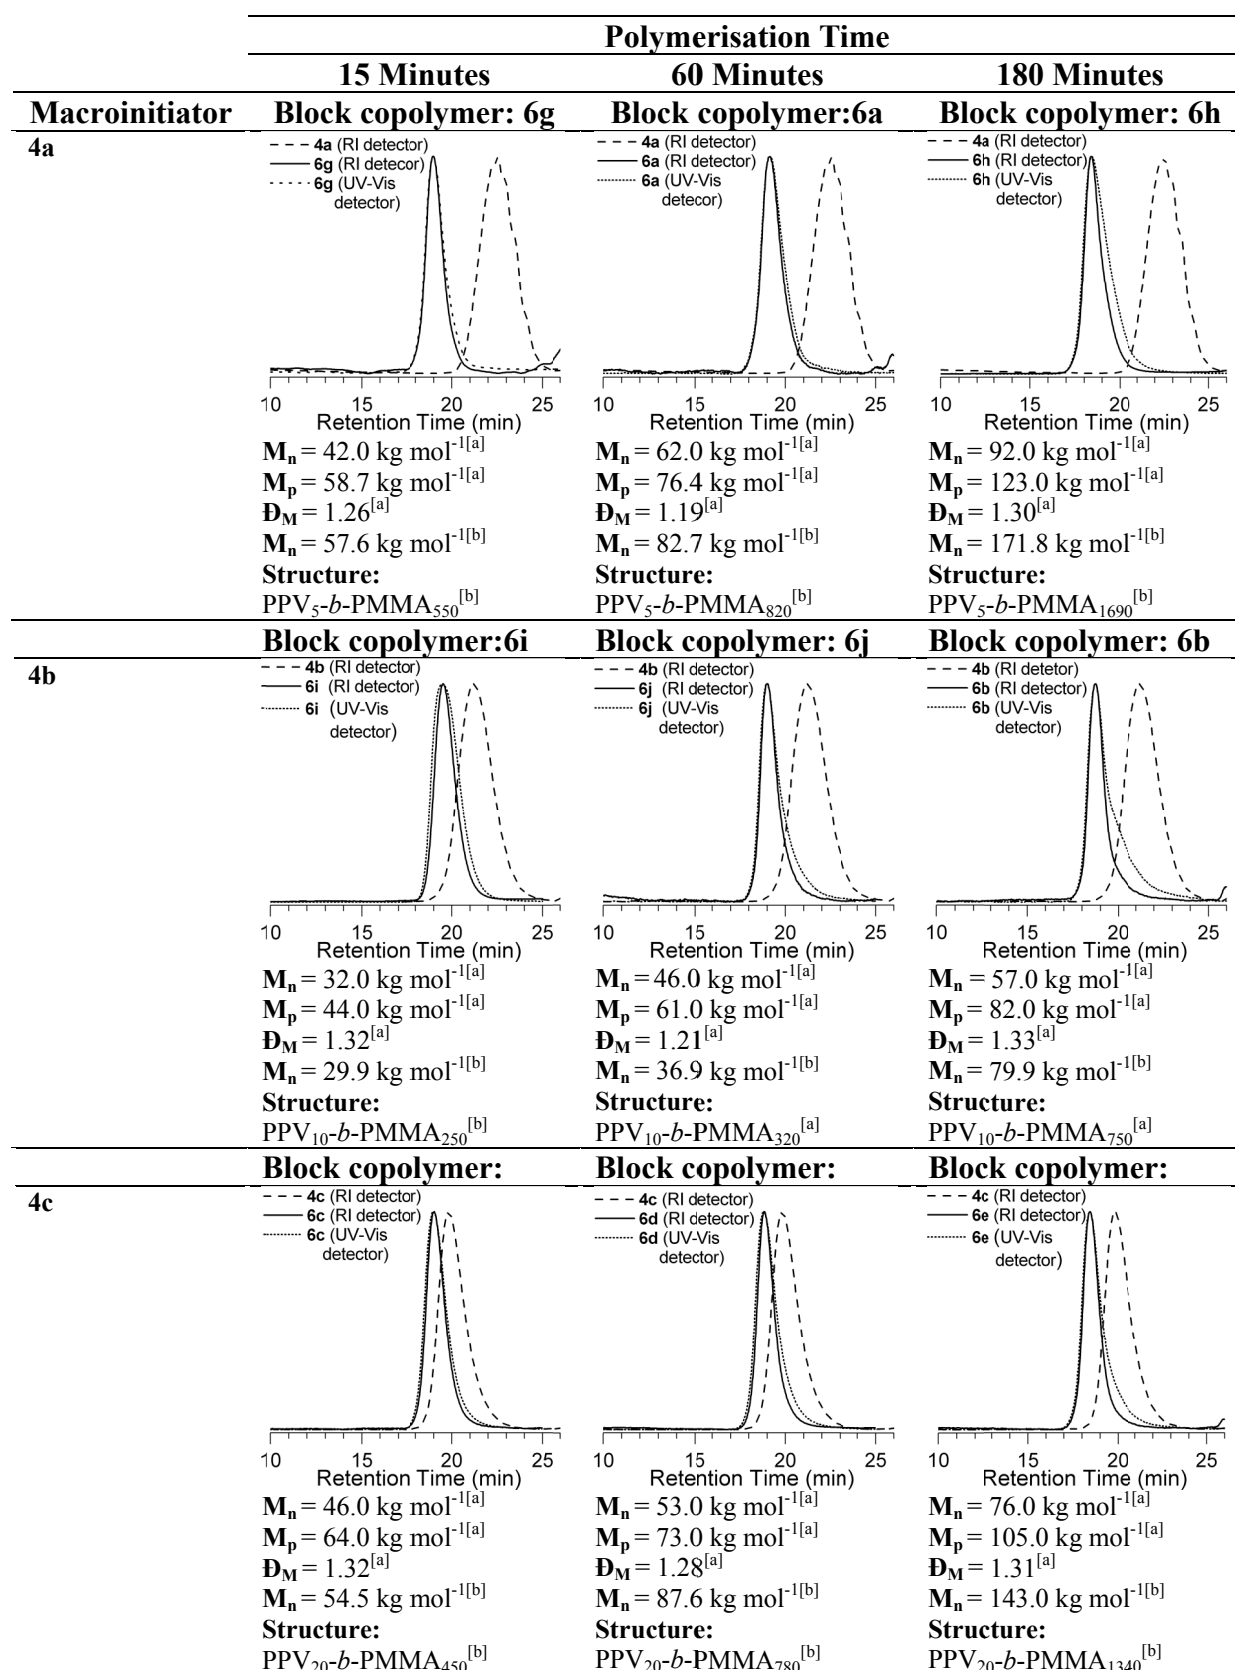 Polymerisation Time
15 Minutes 60 Minutes 180 Minutes
Macroinitiator Block copolymer: 6g Block copolymer:6a Block copolymer: 6h
4a
4a (RI detector)
6g (RI detecor)
6g (UV-Vis
detector)
10 15 20 25
Retention Time (min)
Mn = 42.0 kg mol-1[a]
Mp = 58.7 kg mol-1[a]
ĐM = 1.26[a]
Mn = 57.6 kg mol-1[b]
Structure:
PPV5-b-PMMA550[b]
4a (RI detector)
6a (RI detector)
6a (UV-Vis
detecor)
10 15 20 25
Retention Time (min)
Mn = 62.0 kg mol-1[a]
Mp = 76.4 kg mol-1[a]
ĐM = 1.19[a]
Mn = 82.7 kg mol-1[b]
Structure:
PPV5-b-PMMA820[b]
4a (RI detector)
6h (RI detector)
6h (UV-Vis
detector)
10 15 20 25
Retention Time (min)
Mn = 92.0 kg mol-1[a]
Mp = 123.0 kg mol-1[a]
ĐM = 1.30[a]
Mn = 171.8 kg mol-1[b]
Structure:
PPV5-b-PMMA1690[b]
Block copolymer:6i Block copolymer: 6j Block copolymer: 6b
4b
4b (RI detector)
6i (RI detector)
6i (UV-Vis
detector)
10 15 20 25
Retention Time (min)
Mn = 32.0 kg mol-1[a]
Mp = 44.0 kg mol-1[a]
ĐM = 1.32[a]
Mn = 29.9 kg mol-1[b]
Structure:
PPV10-b-PMMA250[b]
4b (RI detector)
6j (RI detector)
6j (UV-Vis
detector)
10 15 20 25
Retention Time (min)
Mn = 46.0 kg mol-1[a]
Mp = 61.0 kg mol-1[a]
ĐM = 1.21[a]
Mn = 36.9 kg mol-1[b]
Structure:
PPV10-b-PMMA320[a]
4b (RI detetor)
6b (RI detector)
6b (UV-Vis
detector)
10 15 20 25
Retention Time (min)
Mn = 57.0 kg mol-1[a]
Mp = 82.0 kg mol-1[a]
ĐM = 1.33[a]
Mn = 79.9 kg mol-1[b]
Structure:
PPV10-b-PMMA750[a]
Block copolymer: Block copolymer: Block copolymer:
4c
4c (RI detector)
6c (RI detector)
6c (UV-Vis
detector)
10 15 20 25
Retention Time (min)
Mn = 46.0 kg mol-1[a]
Mp = 64.0 kg mol-1[a]
ĐM = 1.32[a]
Mn = 54.5 kg mol-1[b]
Structure:
PPV20-b-PMMA450[b]
4c (RI detector)
6d (RI detector)
6d (UV-Vis
detector)
10 15 20 25
Retention Time (min)
Mn = 53.0 kg mol-1[a]
Mp = 73.0 kg mol-1[a]
ĐM = 1.28[a]
Mn = 87.6 kg mol-1[b]
Structure:
PPV20-b-PMMA780[b]
4c (RI detector)
6e (RI detector)
6e (UV-Vis
detector)
10 15 20 25
Retention Time (min)
Mn = 76.0 kg mol-1[a]
Mp = 105.0 kg mol-1[a]
ĐM = 1.31[a]
Mn = 143.0 kg mol-1[b]
Structure:
PPV20-b-PMMA1340[b]